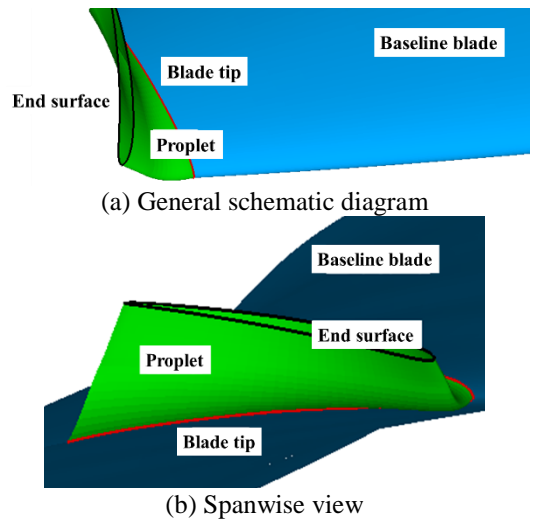 Baseline blade
Blade tip
End surface
Proplet
(a) General schematic diagram
Baseline blade
End surface
Proplet
Blade tip
(b) Spanwise view